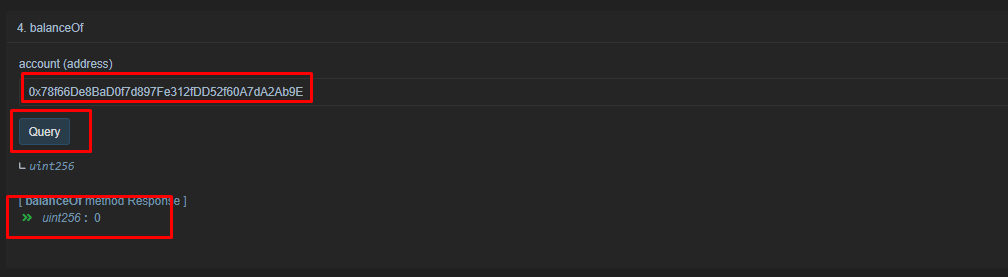 4. balanceOf
account (address)
0x78f66De8BaD0f7d897Fe312fDD52f60A7dA2Ab9E
Query
uint256
[ balanceOf method Response ]
uint256 : 0